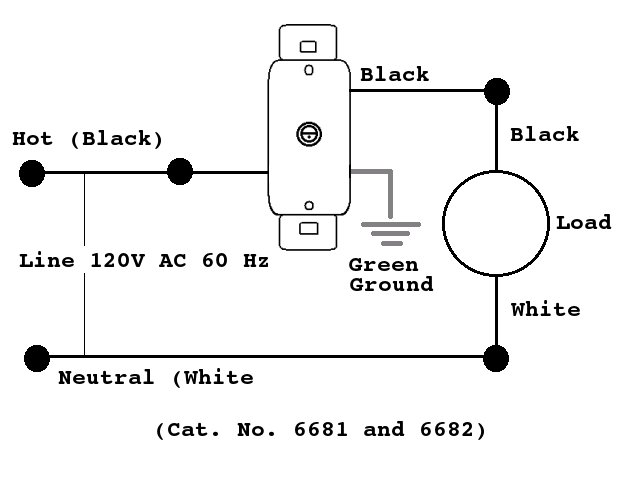 Black
Hot (Black)
Black
Load
Line 120V AC 60 Hz
Green
Ground
White
Neutral (White
(Cat. No. 6681 and 6682)